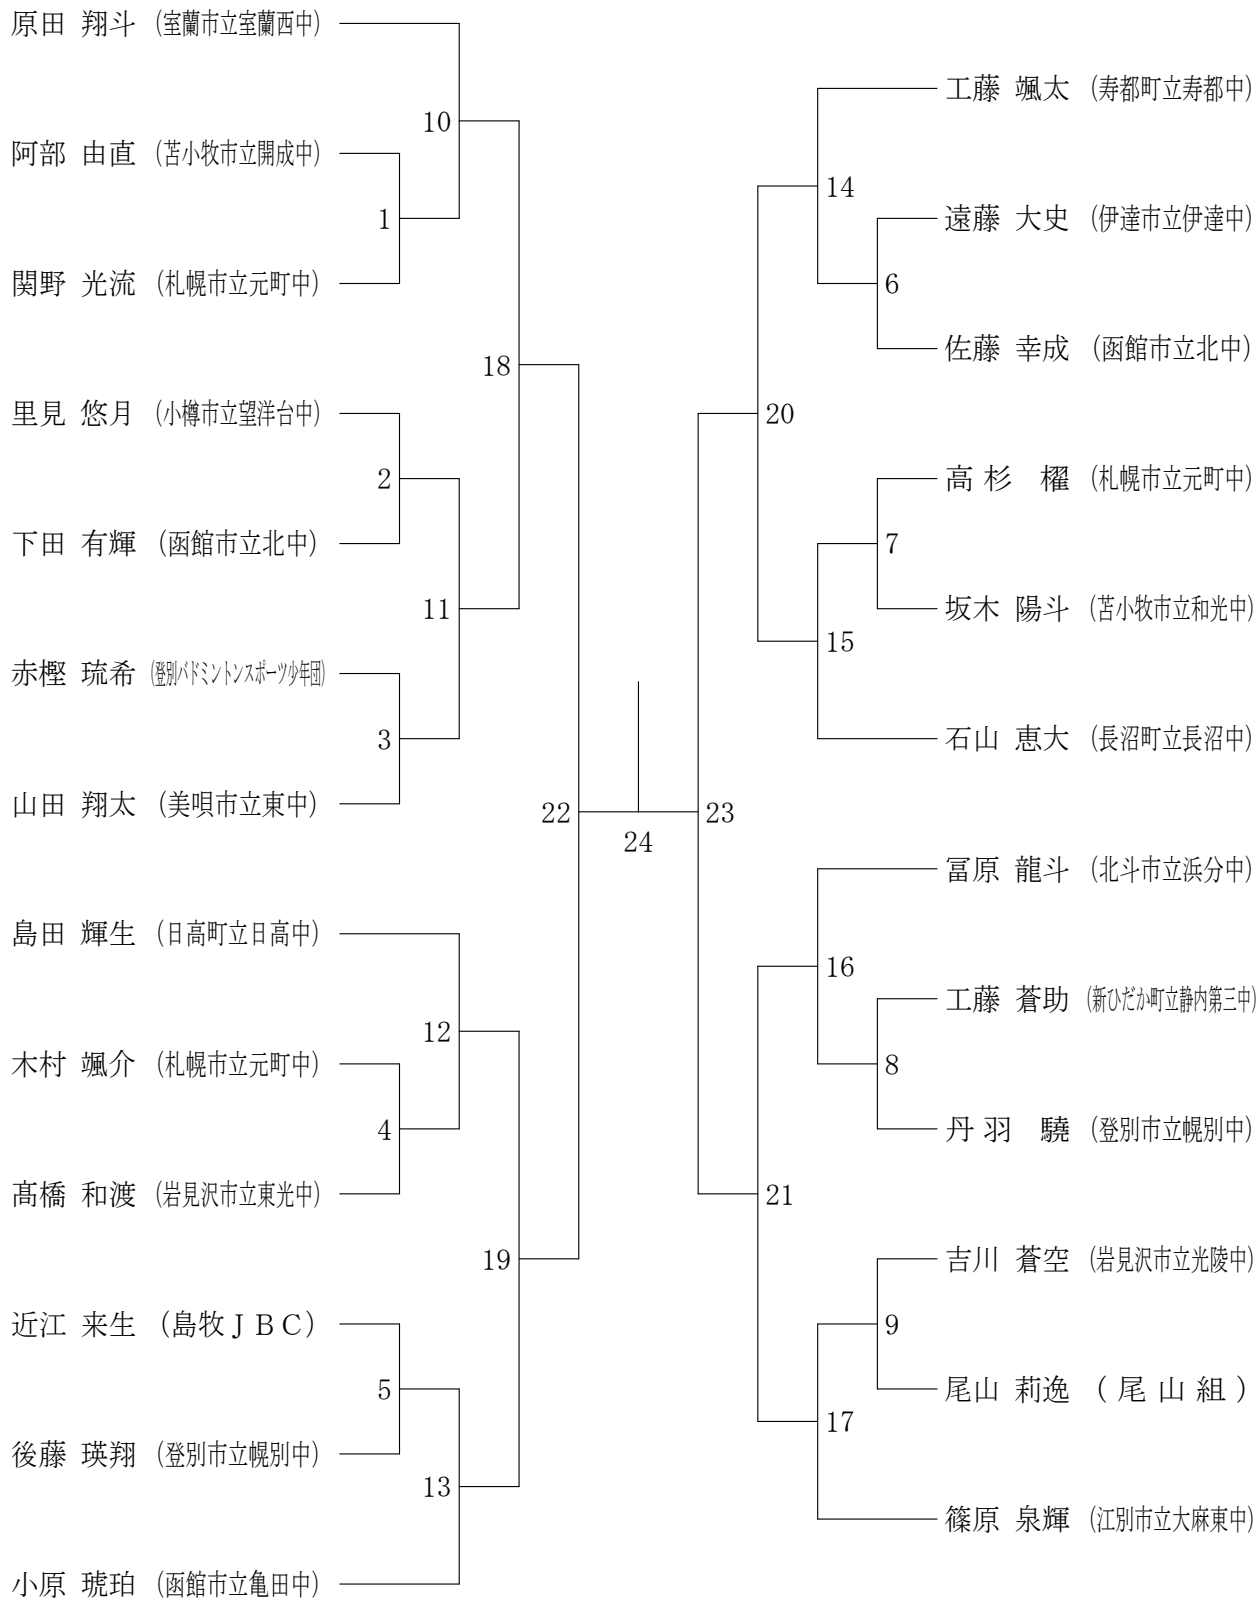 原田 翔斗 (室蘭市立室蘭西中)
10
阿部 由直 (苫小牧市立開成中)
1
関野 光流 (札幌市立元町中)
18
里見 悠月 (小樽市立望洋台中)
2
下田 有輝 (函館市立北中)
11
赤樫 琉希 (登別バドミントンスポーツ少年団)
3
山田 翔太 (美唄市立東中)
22
島田 輝生 (日高町立日高中)
12
木村 颯介 (札幌市立元町中)
4
髙橋 和渡 (岩見沢市立東光中)
19
近江 来生 (島牧ＪＢＣ)
5
後藤 瑛翔 (登別市立幌別中)
13
小原 琥珀 (函館市立亀田中)
24
工藤 颯太 (寿都町立寿都中)
14
遠藤 大史 (伊達市立伊達中)
6
佐藤 幸成 (函館市立北中)
20
高杉 櫂 (札幌市立元町中)
7
坂木 陽斗 (苫小牧市立和光中)
15
石山 恵大 (長沼町立長沼中)
23
冨原 龍斗 (北斗市立浜分中)
16
工藤 蒼助 (新ひだか町立静内第三中)
8
丹羽 驍 (登別市立幌別中)
21
吉川 蒼空 (岩見沢市立光陵中)
9
尾山 莉逸 (尾山組)
17
篠原 泉輝 (江別市立大麻東中)